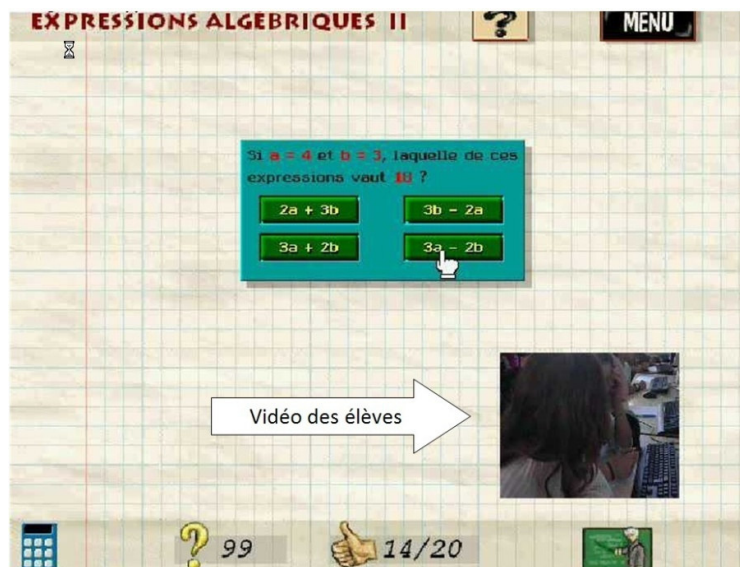 EXPRESSIONS ALGÉBRIQUES II
?
MENU
Si a = 4 et b = 3, laquelle de ces
expressions vaut 18 ?
2a + 3b
3b - 2a
3a + 2b
3a - 2b
Vidéo des élèves
? 99
14/20